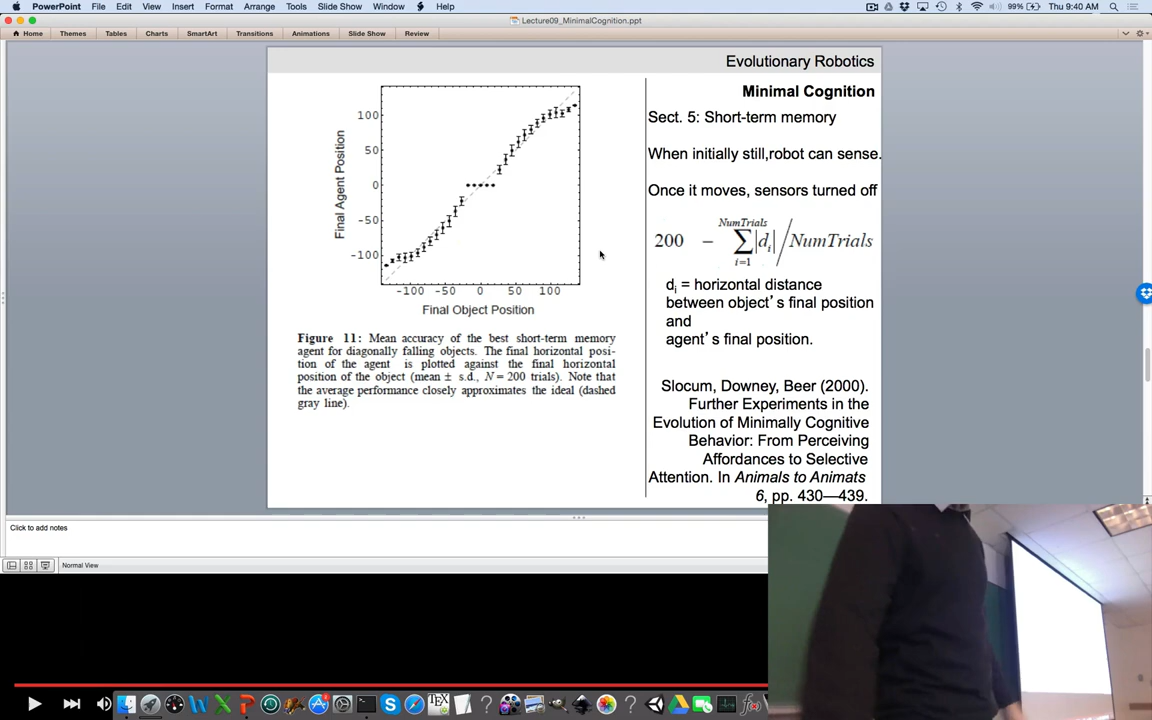 PowerPoint File Edit View Insert Format Arrange Tools Slide Show Window Help 99% Thu 9:40 AM
Lecture09_MinimalCognition.ppt
Home Themes Tables Charts SmartArt Transitions Animations Slide Show Review
Evolutionary Robotics
100
50
0
-50
-100
Final Agent Position
-100 -50 0 50 100
Final Object Position
Figure 11: Mean accuracy of the best short-term memory
agent for diagonally falling objects. The final horizontal posi-
tion of the agent is plotted against the final horizontal
position of the object (mean ± s.d., N = 200 trials). Note that
the average performance closely approximates the ideal (dashed
gray line).
Minimal Cognition
Sect. 5: Short-term memory
When initially still,robot can sense.
Once it moves, sensors turned off
200 − NumTrials ∑ i=1 |di| / NumTrials
di = horizontal distance
between object's final position
and
agent's final position.
Slocum, Downey, Beer (2000).
Further Experiments in the
Evolution of Minimally Cognitive
Behavior: From Perceiving
Affordances to Selective
Attention. In Animals to Animats
6, pp. 430—439.
Click to add notes
Normal View